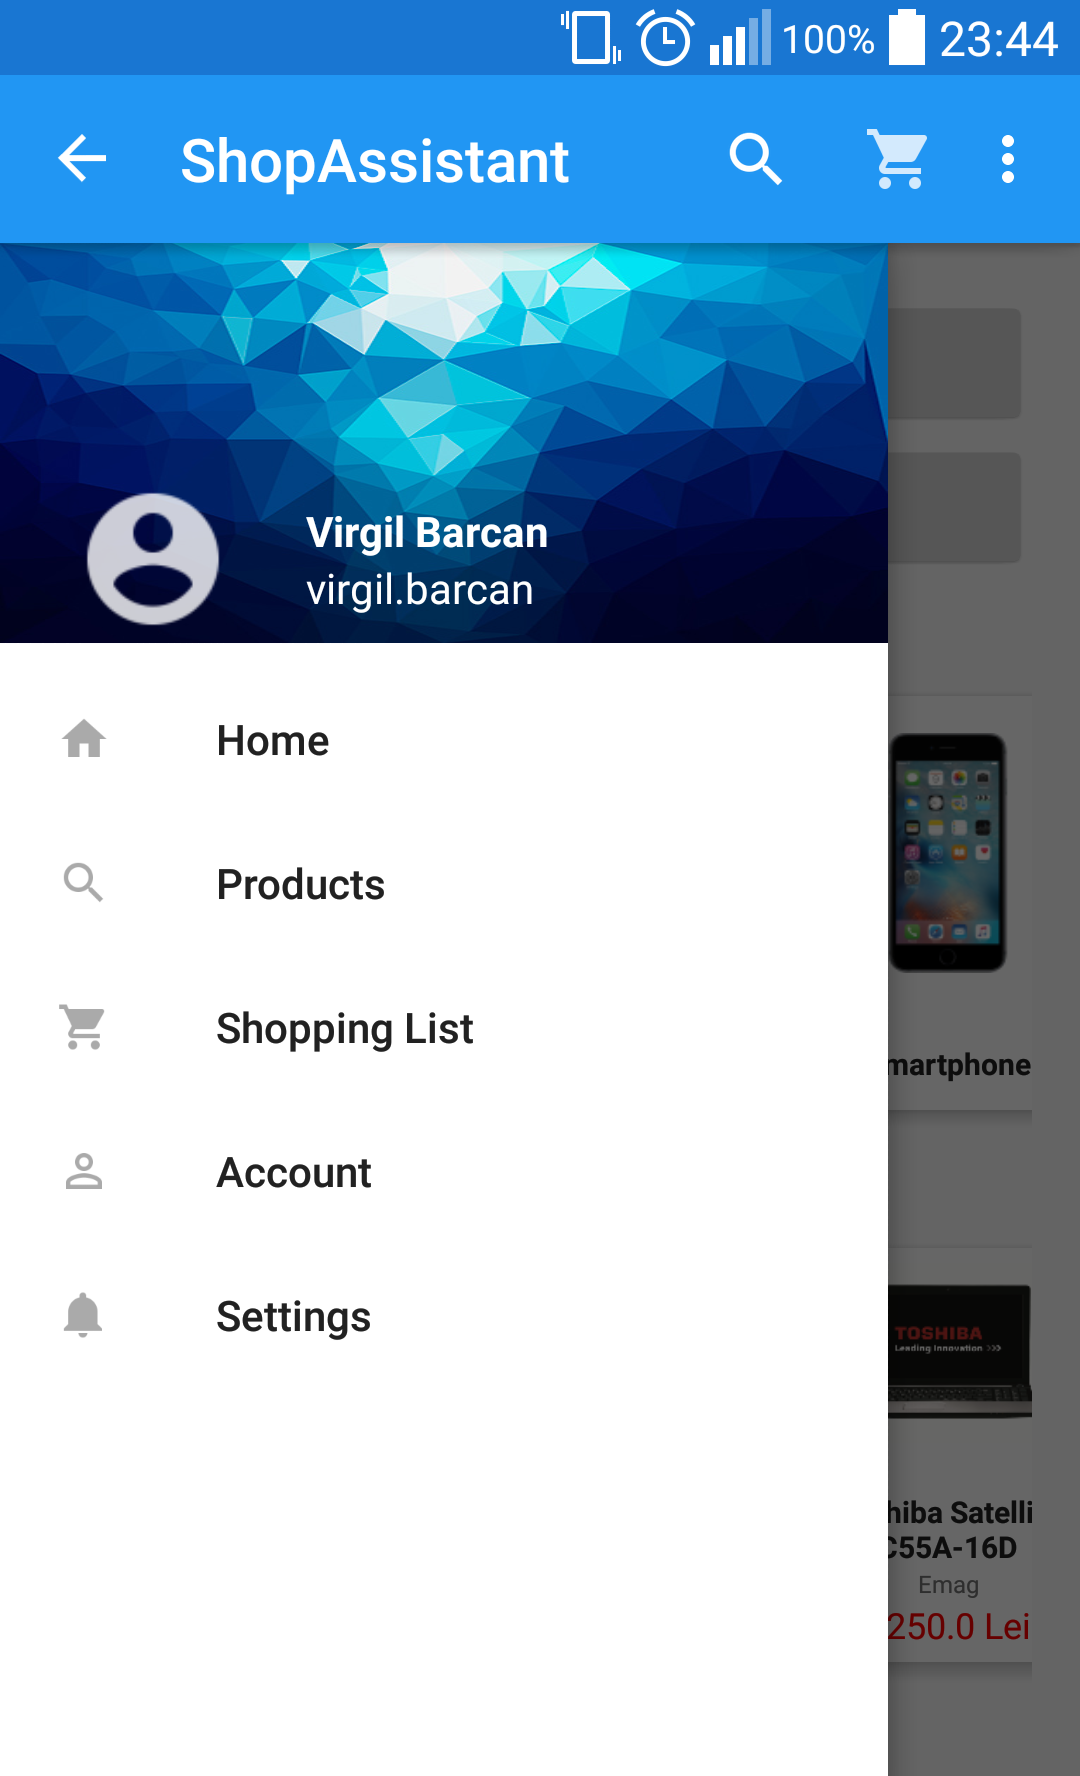 100% 23:44
ShopAssistant
Virgil Barcan
virgil.barcan
Home
Products
Shopping List
martphone
Account
Settings
TOSHIBA
Leading Innovation >>>
hiba Satelli
C55A-16D
Emag
250.0 Lei